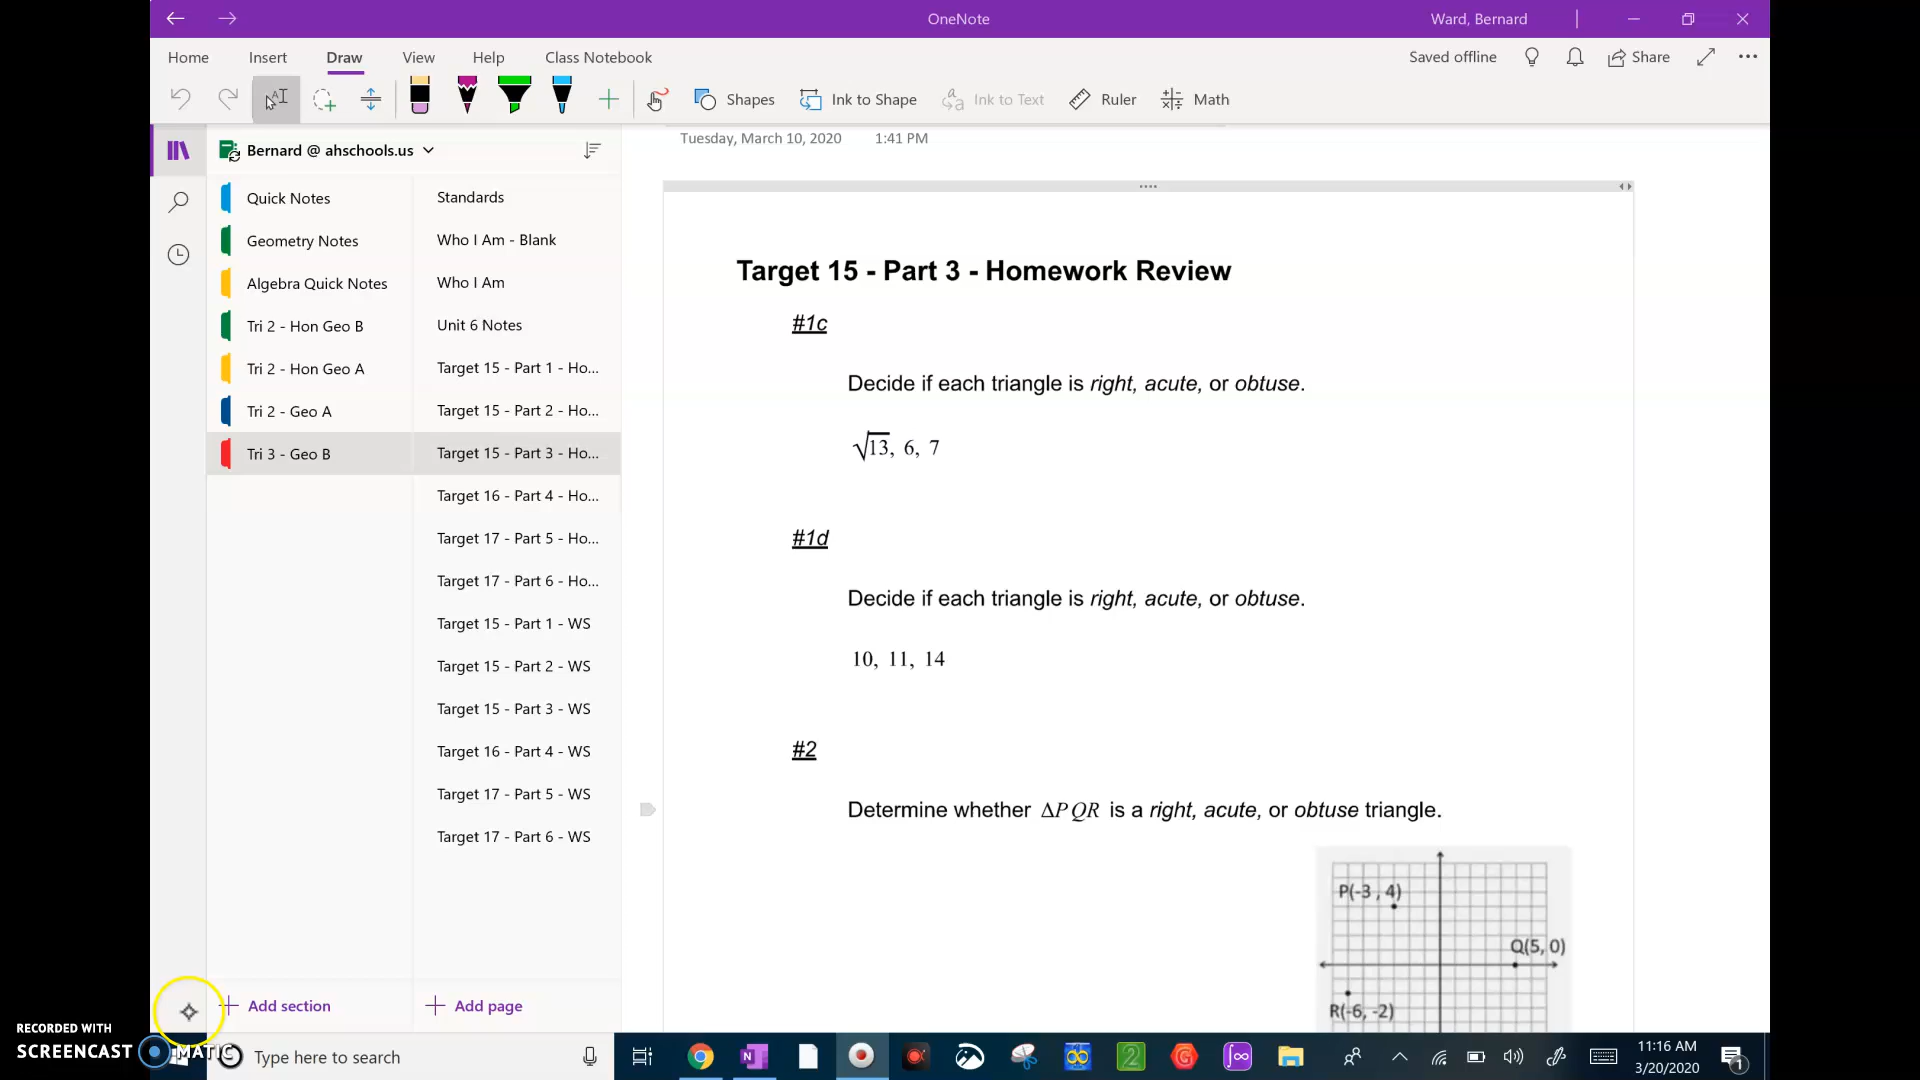 OneNote
Ward, Bernard
Home Insert Draw View Help Class Notebook
Saved offline
Share
Shapes
Ink to Shape
Ink to Text
Ruler
Math
Bernard @ ahschools.us
Quick Notes
Geometry Notes
Algebra Quick Notes
Tri 2 - Hon Geo B
Tri 2 - Hon Geo A
Tri 2 - Geo A
Tri 3 - Geo B
Add section
Standards
Who I Am - Blank
Who I Am
Unit 6 Notes
Target 15 - Part 1 - Ho...
Target 15 - Part 2 - Ho...
Target 15 - Part 3 - Ho...
Target 16 - Part 4 - Ho...
Target 17 - Part 5 - Ho...
Target 17 - Part 6 - Ho...
Target 15 - Part 1 - WS
Target 15 - Part 2 - WS
Target 15 - Part 3 - WS
Target 16 - Part 4 - WS
Target 17 - Part 5 - WS
Target 17 - Part 6 - WS
Add page
Tuesday, March 10, 2020 1:41 PM
Target 15 - Part 3 - Homework Review
#1c
Decide if each triangle is right, acute, or obtuse.
√13, 6, 7
#1d
Decide if each triangle is right, acute, or obtuse.
10, 11, 14
#2
Determine whether ΔPQR is a right, acute, or obtuse triangle.
P(-3 , 4)
Q(5, 0)
R(-6, -2)
RECORDED WITH
SCREENCAST MATIC
Type here to search
11:16 AM
3/20/2020
1